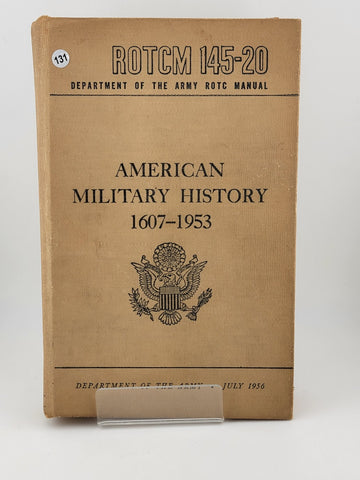 131
ROTCM 145-20
DEPARTMENT OF THE ARMY ROTC MANUAL
AMERICAN
MILITARY HISTORY
1607-1953
DEPARTMENT OF THE ARMY • JULY 1956